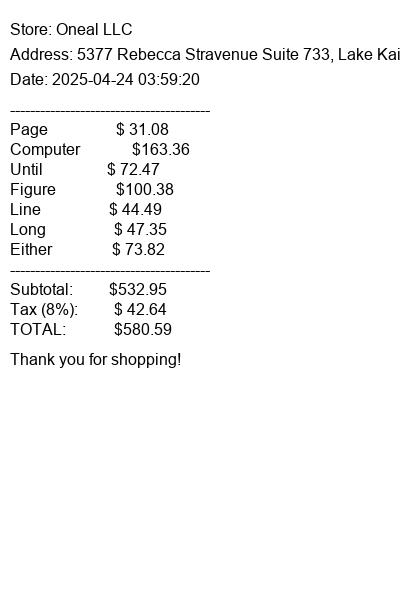 Store: Oneal LLC
Address: 5377 Rebecca Stravenue Suite 733, Lake
Date: 2025-04-24 03:59:20
----------------------------------------
Page $ 31.08
Computer $163.36
Until $ 72.47
Figure $100.38
Line $ 44.49
Long $ 47.35
Either $ 73.82
----------------------------------------
Subtotal: $532.95
Tax (8%): $ 42.64
TOTAL: $580.59
Thank you for shopping!